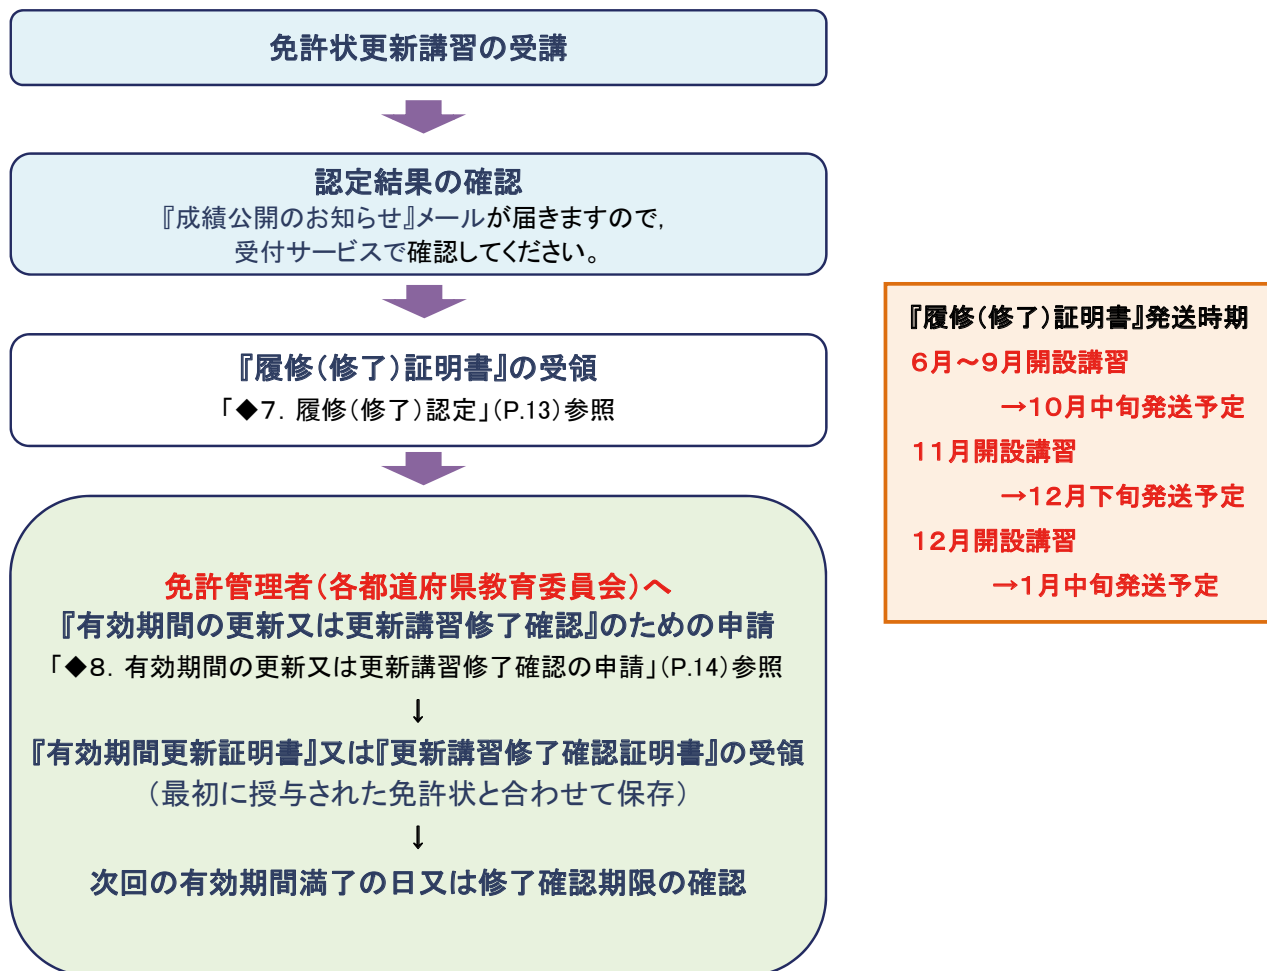 免許状更新講習の受講
認定結果の確認
『成績公開のお知らせ』メールが届きますので,
受付サービスで確認してください。
『履修(修了)証明書』の受領
「◆7. 履修(修了)認定」(P.13)参照
免許管理者(各都道府県教育委員会)へ
『有効期間の更新又は更新講習修了確認』のための申請
「◆8. 有効期間の更新又は更新講習修了確認の申請」(P.14)参照
↓
『有効期間更新証明書』又は『更新講習修了確認証明書』の受領
(最初に授与された免許状と合わせて保存)
↓
次回の有効期間満了の日又は修了確認期限の確認
『履修(修了)証明書』発送時期
6月~9月開設講習
→10月中旬発送予定
11月開設講習
→12月下旬発送予定
12月開設講習
→1月中旬発送予定